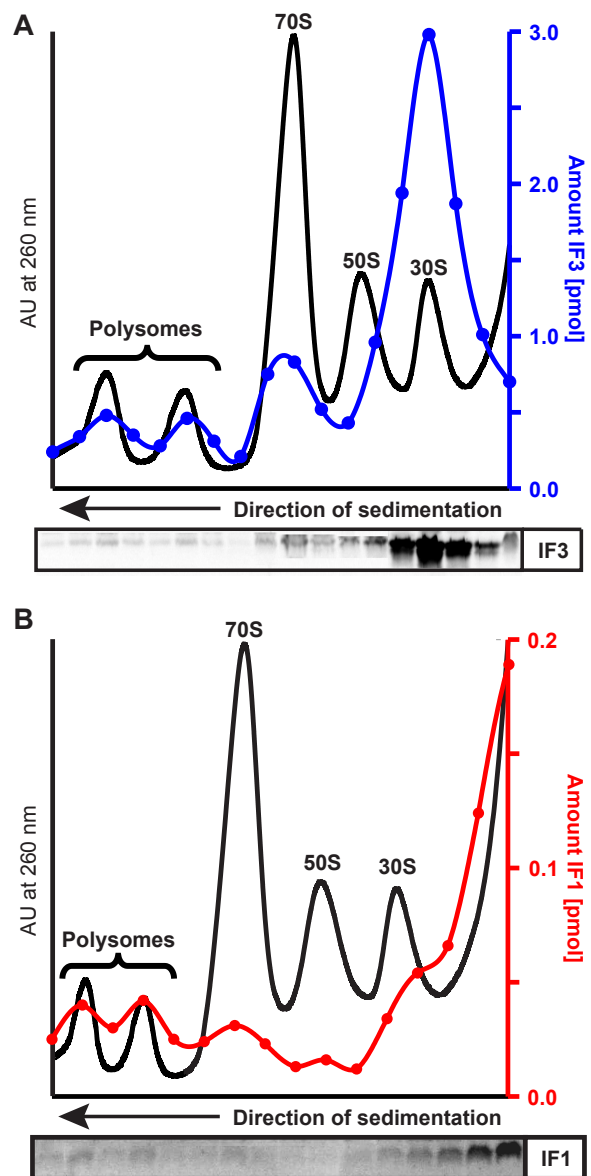 A
70S
3.0
2.0
1.0
0.0
Amount IF3 [pmol]
AU at 260 nm
50S
30S
Polysomes
Direction of sedimentation
IF3
B
70S
0.2
0.1
0.0
Amount IF1 [pmol]
AU at 260 nm
50S
30S
Polysomes
Direction of sedimentation
IF1